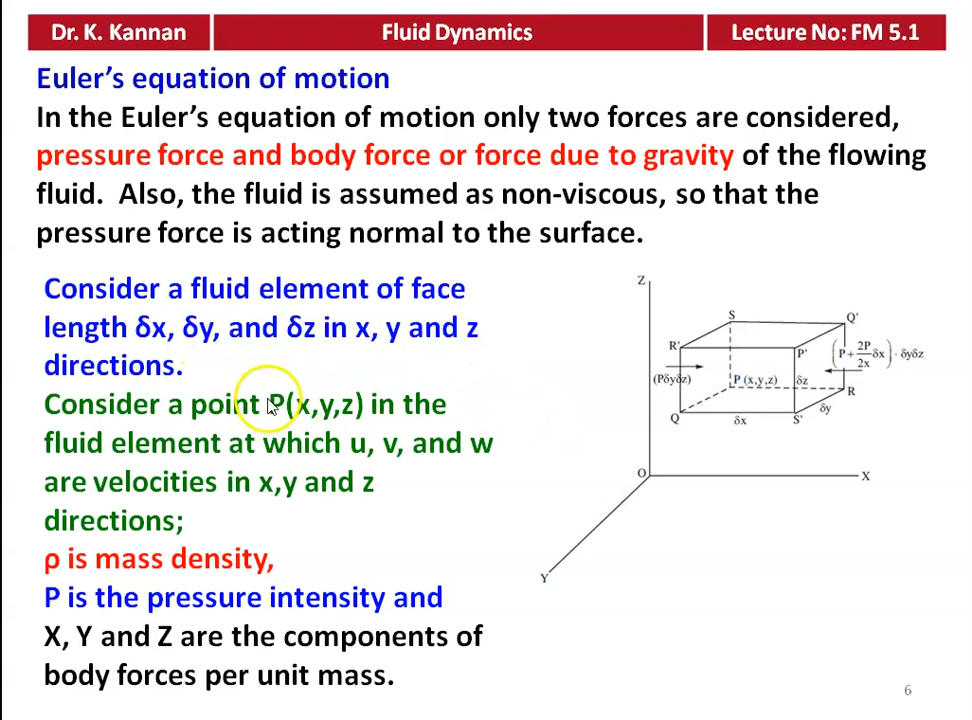 Dr. K. Kannan
Fluid Dynamics
Lecture No: FM 5.1
Euler's equation of motion
In the Euler's equation of motion only two forces are considered,
pressure force and body force or force due to gravity of the flowing
fluid. Also, the fluid is assumed as non-viscous, so that the
pressure force is acting normal to the surface.
Consider a fluid element of face
length δx, δy, and δz in x, y and z
directions.
Consider a point P(x,y,z) in the
fluid element at which u, v, and w
are velocities in x,y and z
directions;
ρ is mass density,
P is the pressure intensity and
X, Y and Z are the components of
body forces per unit mass.
Z
S
Q'
R'
P'
(P + 2P/2x δx) · δyδz
(Pδyδz)
P (x,y,z)
δz
R
δy
Q
δx
S'
O
X
Y
6